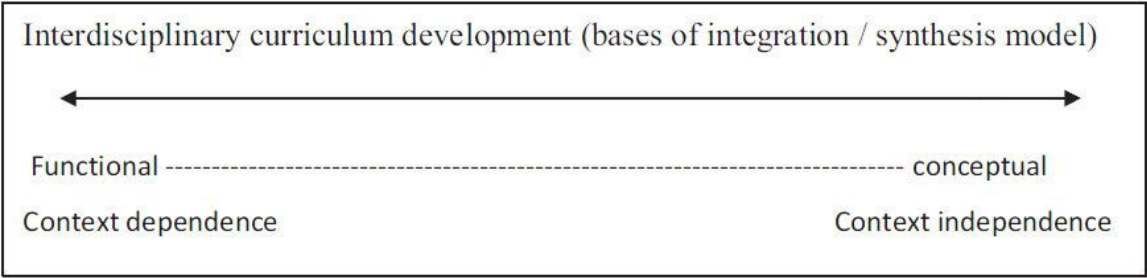 Interdisciplinary curriculum development (bases of integration / synthesis model)
Functional -------------------------------------------------------------------------------- conceptual
Context dependence Context independence